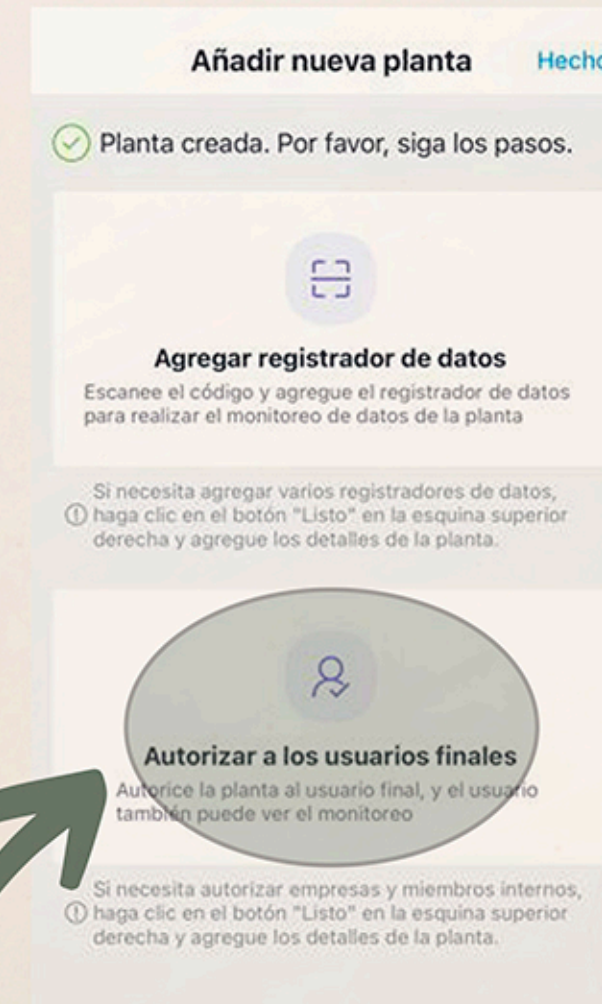 Añadir nueva planta Hecho
Planta creada. Por favor, siga los pasos.
Agregar registrador de datos
Escanee el código y agregue el registrador de datos
para realizar el monitoreo de datos de la planta
Si necesita agregar varios registradores de datos,
haga clic en el botón "Listo" en la esquina superior
derecha y agregue los detalles de la planta.
Autorizar a los usuarios finales
Autorice la planta al usuario final, y el usuario
también puede ver el monitoreo
Si necesita autorizar empresas y miembros internos,
haga clic en el botón "Listo" en la esquina superior
derecha y agregue los detalles de la planta.